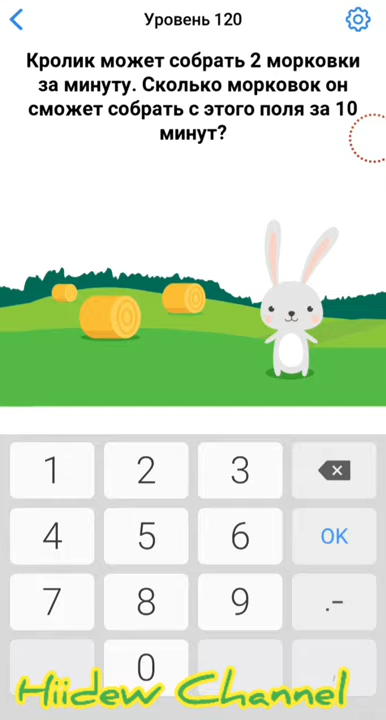 Уровень 120
Кролик может собрать 2 морковки
за минуту. Сколько морковок он
сможет собрать с этого поля за 10
минут?
1 2 3
4 5 6 OK
7 8 9 .-
0 ,
Hiidew Channel